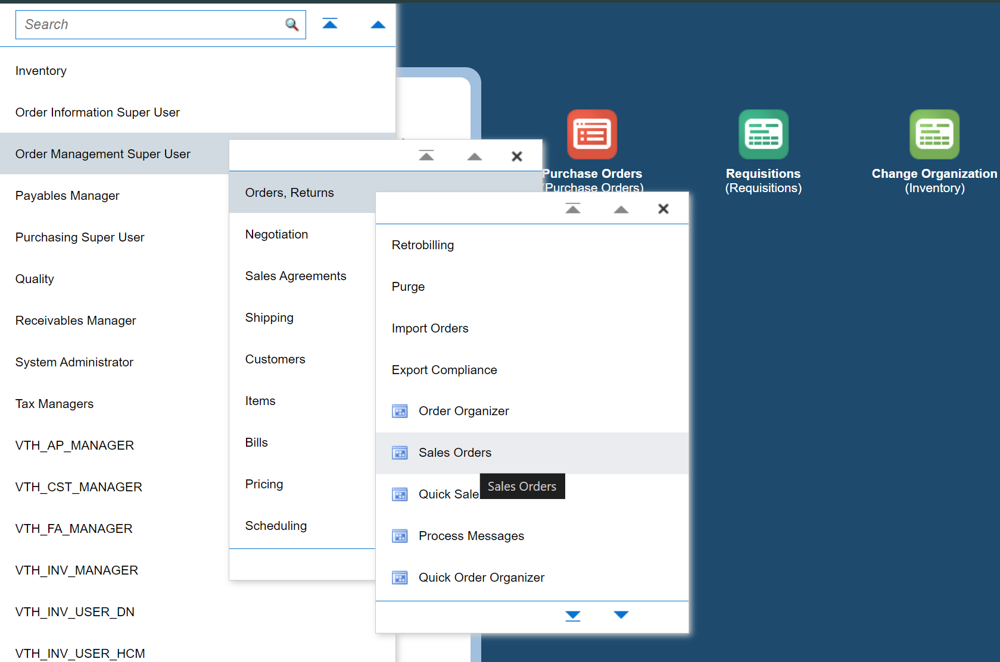 Search
Inventory
Order Information Super User
Order Management Super User
Payables Manager
Purchasing Super User
Quality
Receivables Manager
System Administrator
Tax Managers
VTH_AP_MANAGER
VTH_CST_MANAGER
VTH_FA_MANAGER
VTH_INV_MANAGER
VTH_INV_USER_DN
VTH_INV_USER_HCM
Orders, Returns
Negotiation
Sales Agreements
Shipping
Customers
Items
Bills
Pricing
Scheduling
Retrobilling
Purge
Import Orders
Export Compliance
Order Organizer
Sales Orders
Quick Sale
Sales Orders
Process Messages
Quick Order Organizer
Purchase Orders
(Purchase Orders)
Requisitions
(Requisitions)
Change Organization
(Inventory)